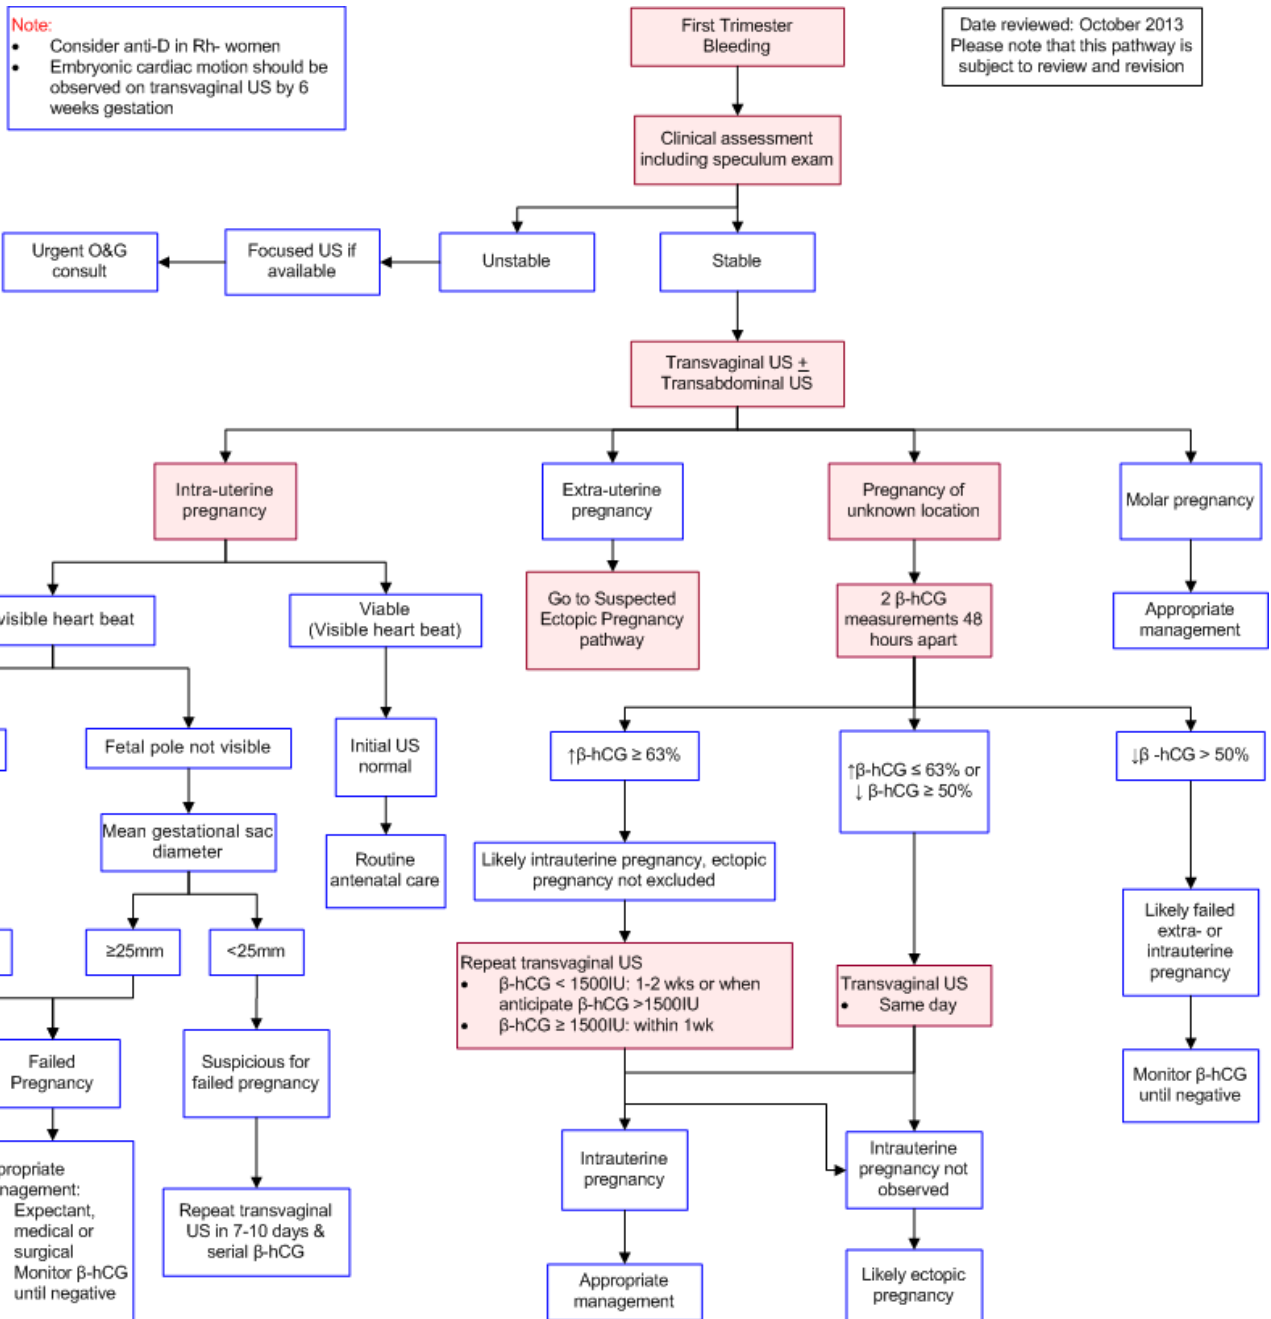 Note:
• Consider anti-D in Rh- women
• Embryonic cardiac motion should be
observed on transvaginal US by 6
weeks gestation
First Trimester
Bleeding
Date reviewed: October 2013
Please note that this pathway is
subject to review and revision
Clinical assessment
including speculum exam
Urgent O&G
consult
Focused US if
available
Unstable
Stable
Transvaginal US +
Transabdominal US
Intra-uterine
pregnancy
Extra-uterine
pregnancy
Pregnancy of
unknown location
Molar pregnancy
visible heart beat
Viable
(Visible heart beat)
Go to Suspected
Ectopic Pregnancy
pathway
2 β-hCG
measurements 48
hours apart
Appropriate
management
Fetal pole not visible
Initial US
normal
↑β-hCG ≥ 63%
↑β-hCG ≤ 63% or
↓ β-hCG ≥ 50%
↓β -hCG > 50%
Mean gestational sac
diameter
Routine
antenatal care
Likely intrauterine pregnancy, ectopic
pregnancy not excluded
≥25mm
<25mm
Likely failed
extra- or
intrauterine
pregnancy
Repeat transvaginal US
• β-hCG < 1500IU: 1-2 wks or when
anticipate β-hCG >1500IU
• β-hCG ≥ 1500IU: within 1wk
Transvaginal US
• Same day
Failed
Pregnancy
Suspicious for
failed pregnancy
Monitor β-hCG
until negative
Intrauterine
pregnancy
Intrauterine
pregnancy not
observed
propriate
nagement:
Expectant,
medical or
surgical
Monitor β-hCG
until negative
Repeat transvaginal
US in 7-10 days &
serial β-hCG
Appropriate
management
Likely ectopic
pregnancy